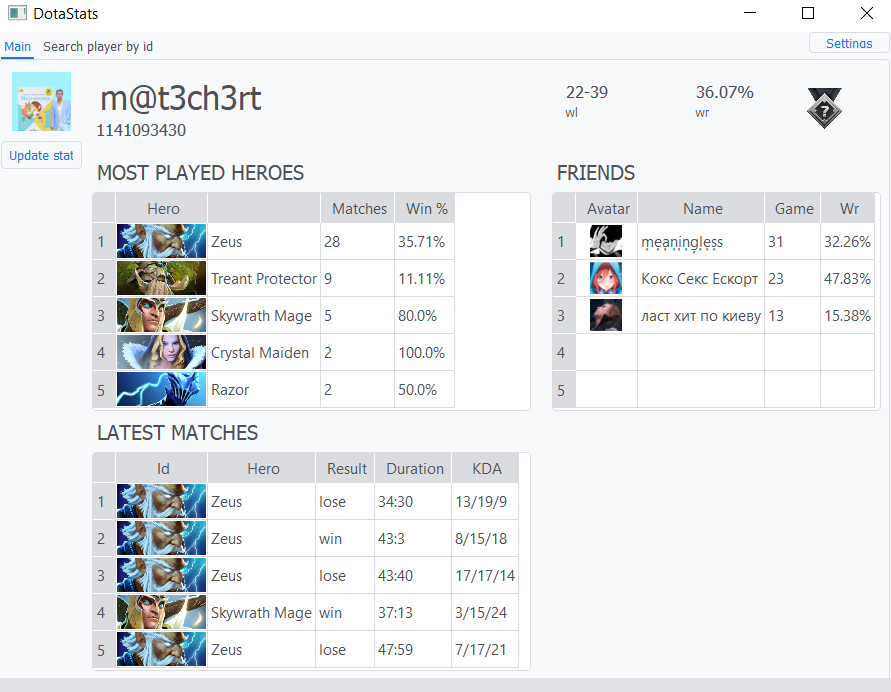 DotaStats
Main Search player by id Settings
m@t3ch3rt 22-39 36.07%
1141093430 wl wr
Update stat
MOST PLAYED HEROES
Hero Matches Win %
1 Zeus 28 35.71%
2 Treant Protector 9 11.11%
3 Skywrath Mage 5 80.0%
4 Crystal Maiden 2 100.0%
5 Razor 2 50.0%
FRIENDS
Avatar Name Game Wr
1 mẹaṇiṇg̣ḷẹṣṣ 31 32.26%
2 Кокс Секс Ескорт 23 47.83%
3 ласт хит по киеву 13 15.38%
4
5
LATEST MATCHES
Id Hero Result Duration KDA
1 Zeus lose 34:30 13/19/9
2 Zeus win 43:3 8/15/18
3 Zeus lose 43:40 17/17/14
4 Skywrath Mage win 37:13 3/15/24
5 Zeus lose 47:59 7/17/21